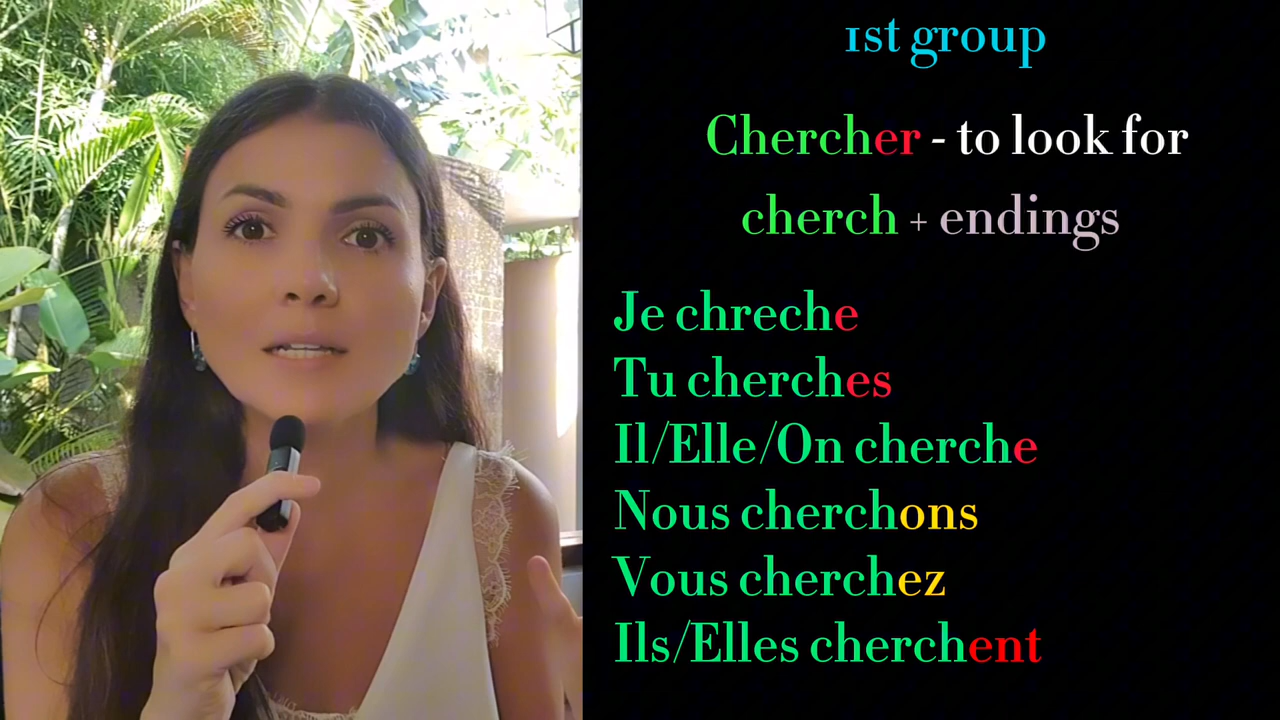 1st group
Chercher - to look for
cherch + endings
Je chreche
Tu cherches
Il/Elle/On cherche
Nous cherchons
Vous cherchez
Ils/Elles cherchent